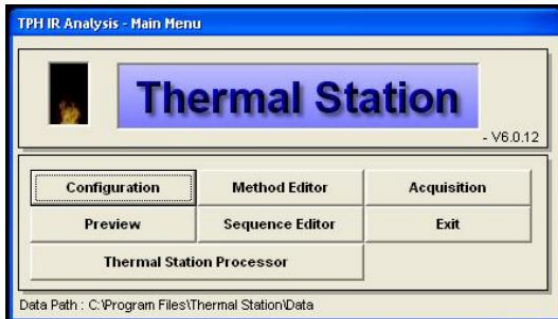 TPH IR Analysis - Main Menu
Thermal Station
- V6.0.12
Configuration Method Editor Acquisition
Preview Sequence Editor Exit
Thermal Station Processor
Data Path : C:\Program Files\Thermal Station\Data